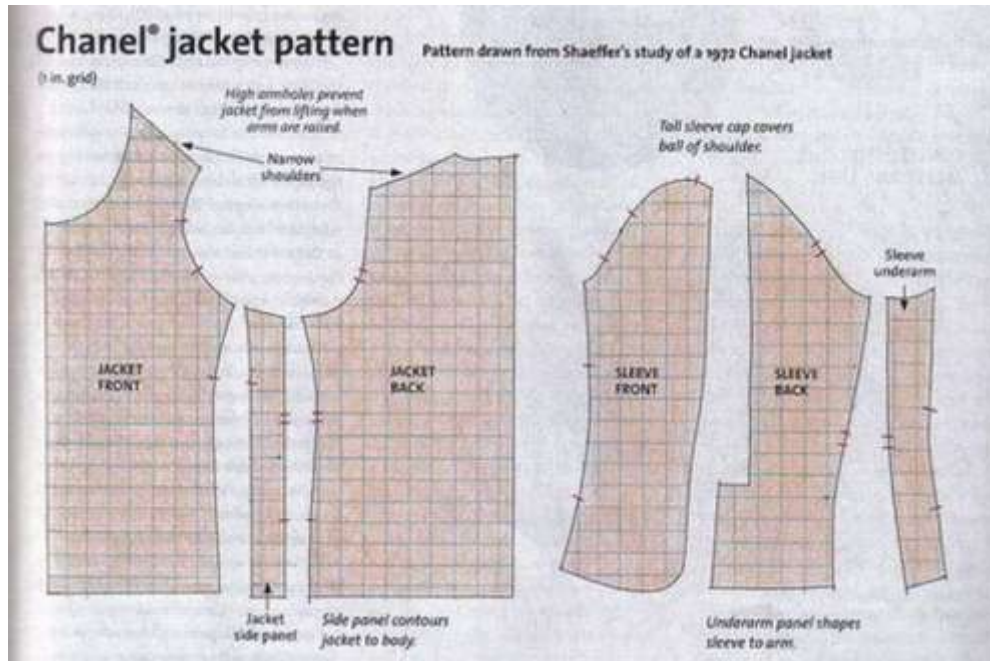 Chanel® jacket pattern
Pattern drawn from Shaeffer's study of a 1972 Chanel jacket
(1 in. grid)
High armholes prevent
jacket from lifting when
arms are raised.
Narrow
shoulders
Tall sleeve cap covers
ball of shoulder.
Sleeve
underarm
JACKET
FRONT
JACKET
BACK
SLEEVE
FRONT
SLEEVE
BACK
Jacket
side panel
Side panel contours
jacket to body.
Underarm panel shapes
sleeve to arm.